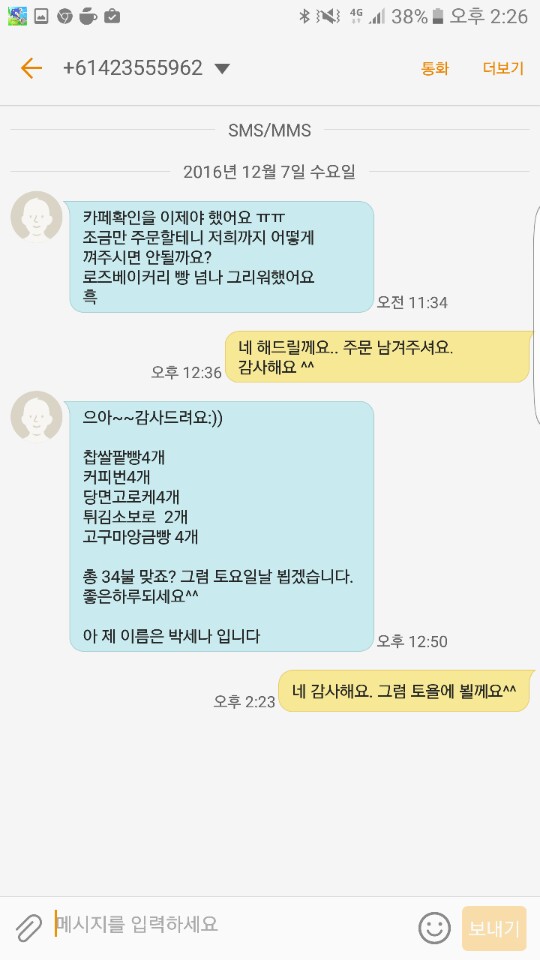 4G 38% 오후 2:26
+61423555962 통화 더보기
SMS/MMS
2016년 12월 7일 수요일
카페확인을 이제야 했어요 ㅠㅠ
조금만 주문할테니 저희까지 어떻게
껴주시면 안될까요?
로즈베이커리 빵 넘나 그리워했어요
흑
오전 11:34
네 해드릴께요.. 주문 남겨주셔요.
감사해요 ^^
오후 12:36
으아~~감사드려요:))
찹쌀팥빵4개
커피번4개
당면고로케4개
튀김소보로 2개
고구마앙금빵 4개
총 34불 맞죠? 그럼 토요일날 뵙겠습니다.
좋은하루되세요^^
아 제 이름은 박세나 입니다
오후 12:50
네 감사해요. 그렴 토욜에 뵐께요^^
오후 2:23
메시지를 입력하세요
보내기